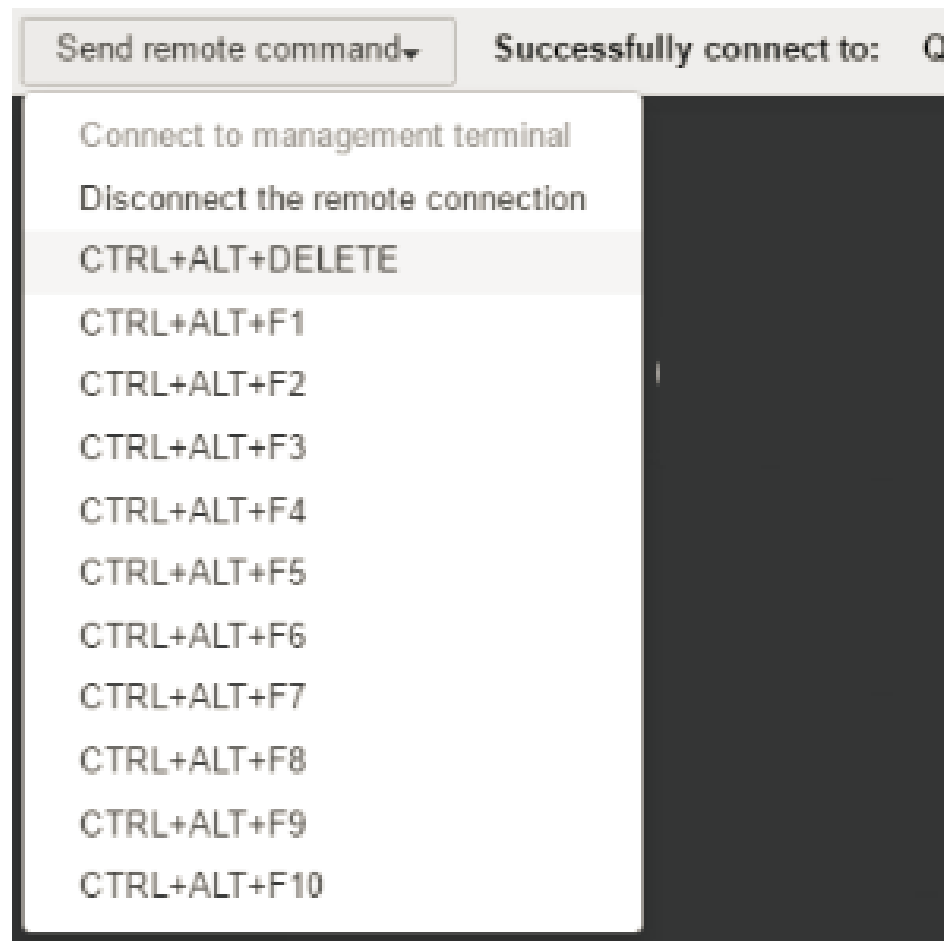 Send remote command
Successfully connect to:
Connect to management terminal
Disconnect the remote connection
CTRL+ALT+DELETE
CTRL+ALT+F1
CTRL+ALT+F2
CTRL+ALT+F3
CTRL+ALT+F4
CTRL+ALT+F5
CTRL+ALT+F6
CTRL+ALT+F7
CTRL+ALT+F8
CTRL+ALT+F9
CTRL+ALT+F10